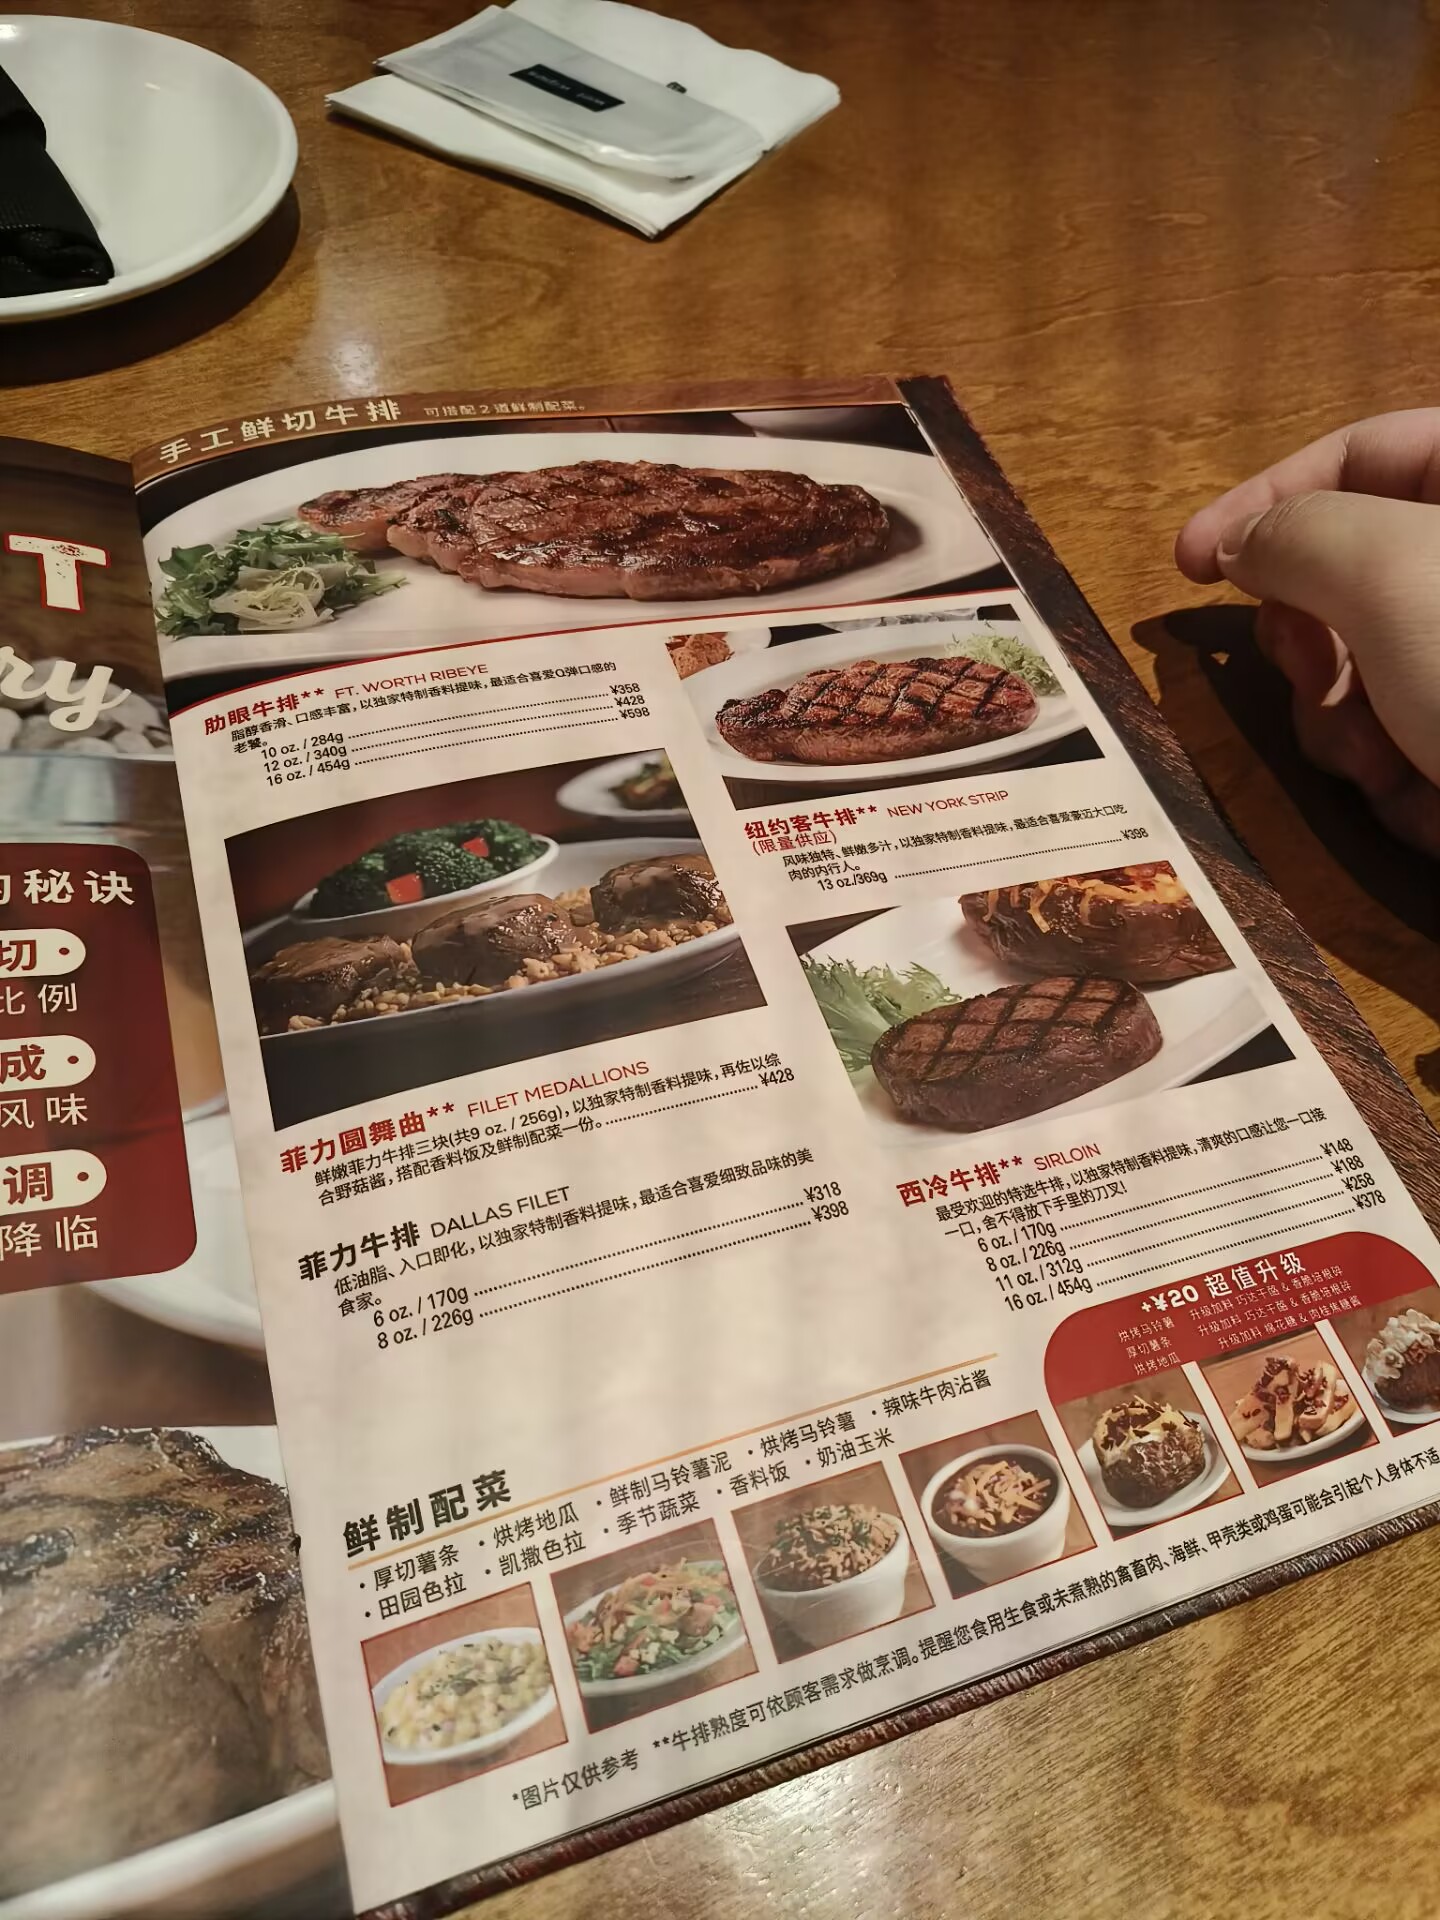 手工鲜切牛排 可搭配2道鲜制配菜。
T
ry
秘诀
切·
比例
成·
风味
调·
降临
肋眼牛排** FT. WORTH RIBEYE
脂醇香滑、口感丰富，以独家特制香料提味，最适合喜爱Q弹口感的
老饕。
10 oz. / 284g ¥358
12 oz. / 340g ¥428
16 oz. / 454g ¥598
纽约客牛排** NEW YORK STRIP
(限量供应)
风味独特、鲜嫩多汁，以独家特制香料提味，最适合喜爱豪迈大口吃
肉的内行人。
13 oz./369g ¥398
菲力圆舞曲** FILET MEDALLIONS
鲜嫩菲力牛排三块(共9 oz. / 256g)，以独家特制香料提味，再佐以综
合野菇酱，搭配香料饭及鲜制配菜一份。 ¥428
菲力牛排 DALLAS FILET
低油脂、入口即化，以独家特制香料提味，最适合喜爱细致品味的美
食家。
6 oz. / 170g ¥318
8 oz. / 226g ¥398
西冷牛排** SIRLOIN
最受欢迎的特选牛排，以独家特制香料提味，清爽的口感让您一口接
一口，舍不得放下手里的刀叉！
6 oz. / 170g ¥148
8 oz. / 226g ¥188
11 oz. / 312g ¥258
16 oz. / 454g ¥378
+¥20 超值升级
烘烤马铃薯 升级加料 巧达干酪 & 香脆培根碎
厚切薯条 升级加料 巧达干酪 & 香脆培根碎
烘烤地瓜 升级加料 棉花糖 & 肉桂焦糖酱
鲜制配菜
·厚切薯条 ·烘烤地瓜 ·鲜制马铃薯泥 ·烘烤马铃薯 ·辣味牛肉沾酱
·田园色拉 ·凯撒色拉 ·季节蔬菜 ·香料饭 ·奶油玉米
*图片仅供参考 **牛排熟度可依顾客需求做烹调。提醒您食用生食或未煮熟的禽畜肉、海鲜、甲壳类或鸡蛋可能会引起个人身体不适